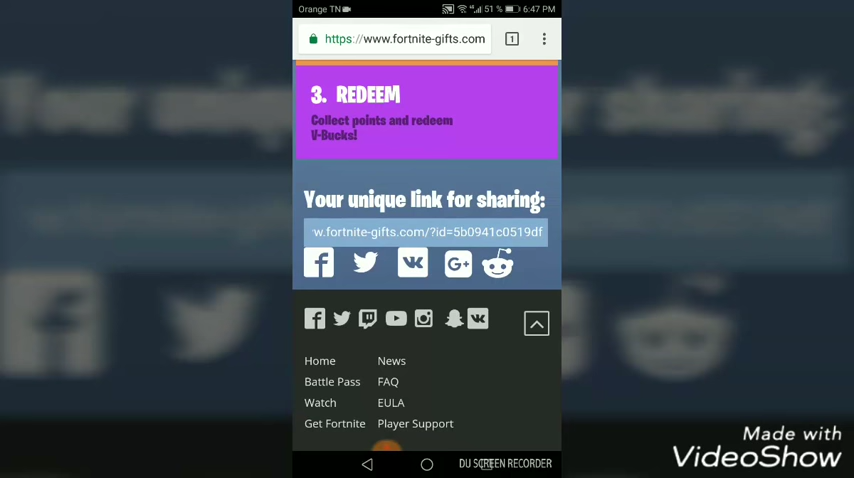 Orange TN 51 % 6:47 PM
https://www.fortnite-gifts.com 1
3. REDEEM
Collect points and redeem
V-Bucks!
Your unique link for sharing:
w.fortnite-gifts.com/?id=5b0941c0519df
Home News
Battle Pass FAQ
Watch EULA
Get Fortnite Player Support
DU SCREEN RECORDER
Made with
VideoShow